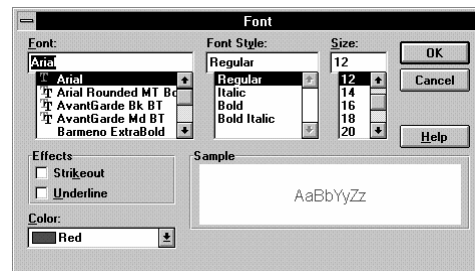 Font
Font:
Font Style:
Size:
Arial
Regular
12
OK
Cancel
Help
Arial
Arial Rounded MT Bo
AvantGarde Bk BT
AvantGarde Md BT
Barmeno ExtraBold
Regular
Italic
Bold
Bold Italic
12
14
16
18
20
Effects
Strikeout
Underline
Color:
Red
Sample
AaBbYyZz